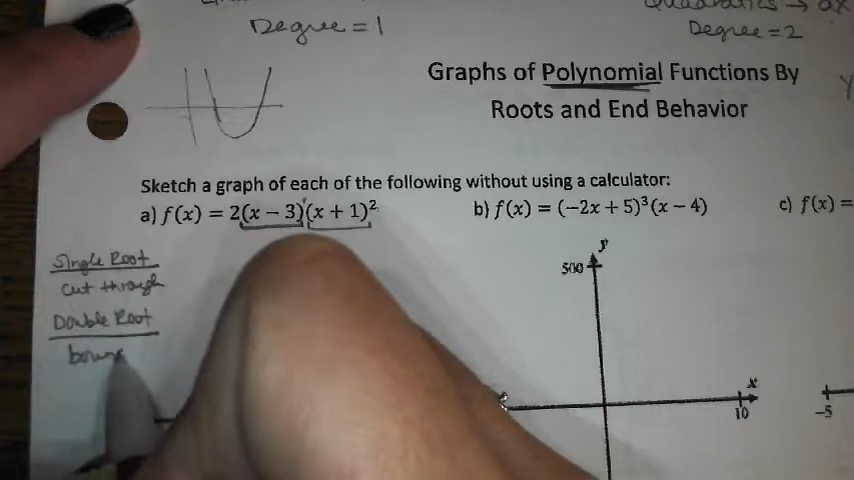 Degree = 1
Quadratics → ax
Degree = 2
Graphs of Polynomial Functions By
Roots and End Behavior
Sketch a graph of each of the following without using a calculator:
a) f(x) = 2(x − 3)(x + 1)²
b) f(x) = (−2x + 5)³(x − 4)
c) f(x) =
Single Root
cut through
Double Root
y
500
x
10
-5